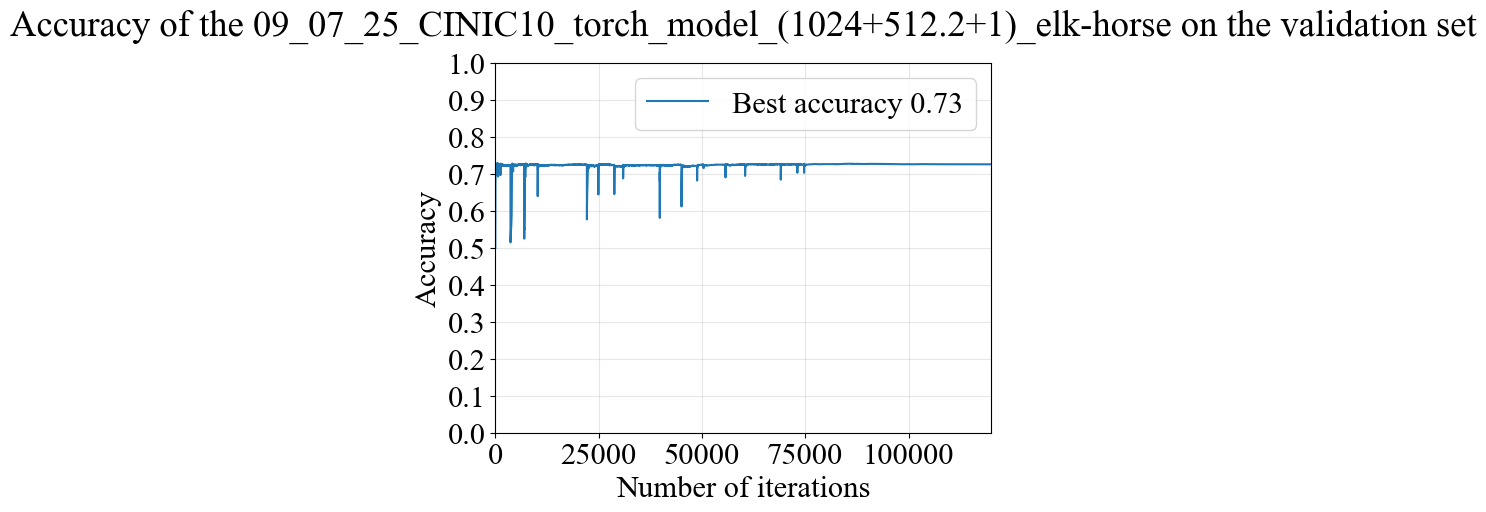 Accuracy of the 09_07_25_CINIC10_torch_model_(1024+512.2+1)_elk-horse on the validation set
Best accuracy 0.73
Accuracy
1.0
0.9
0.8
0.7
0.6
0.5
0.4
0.3
0.2
0.1
0.0
0 25000 50000 75000 100000
Number of iterations